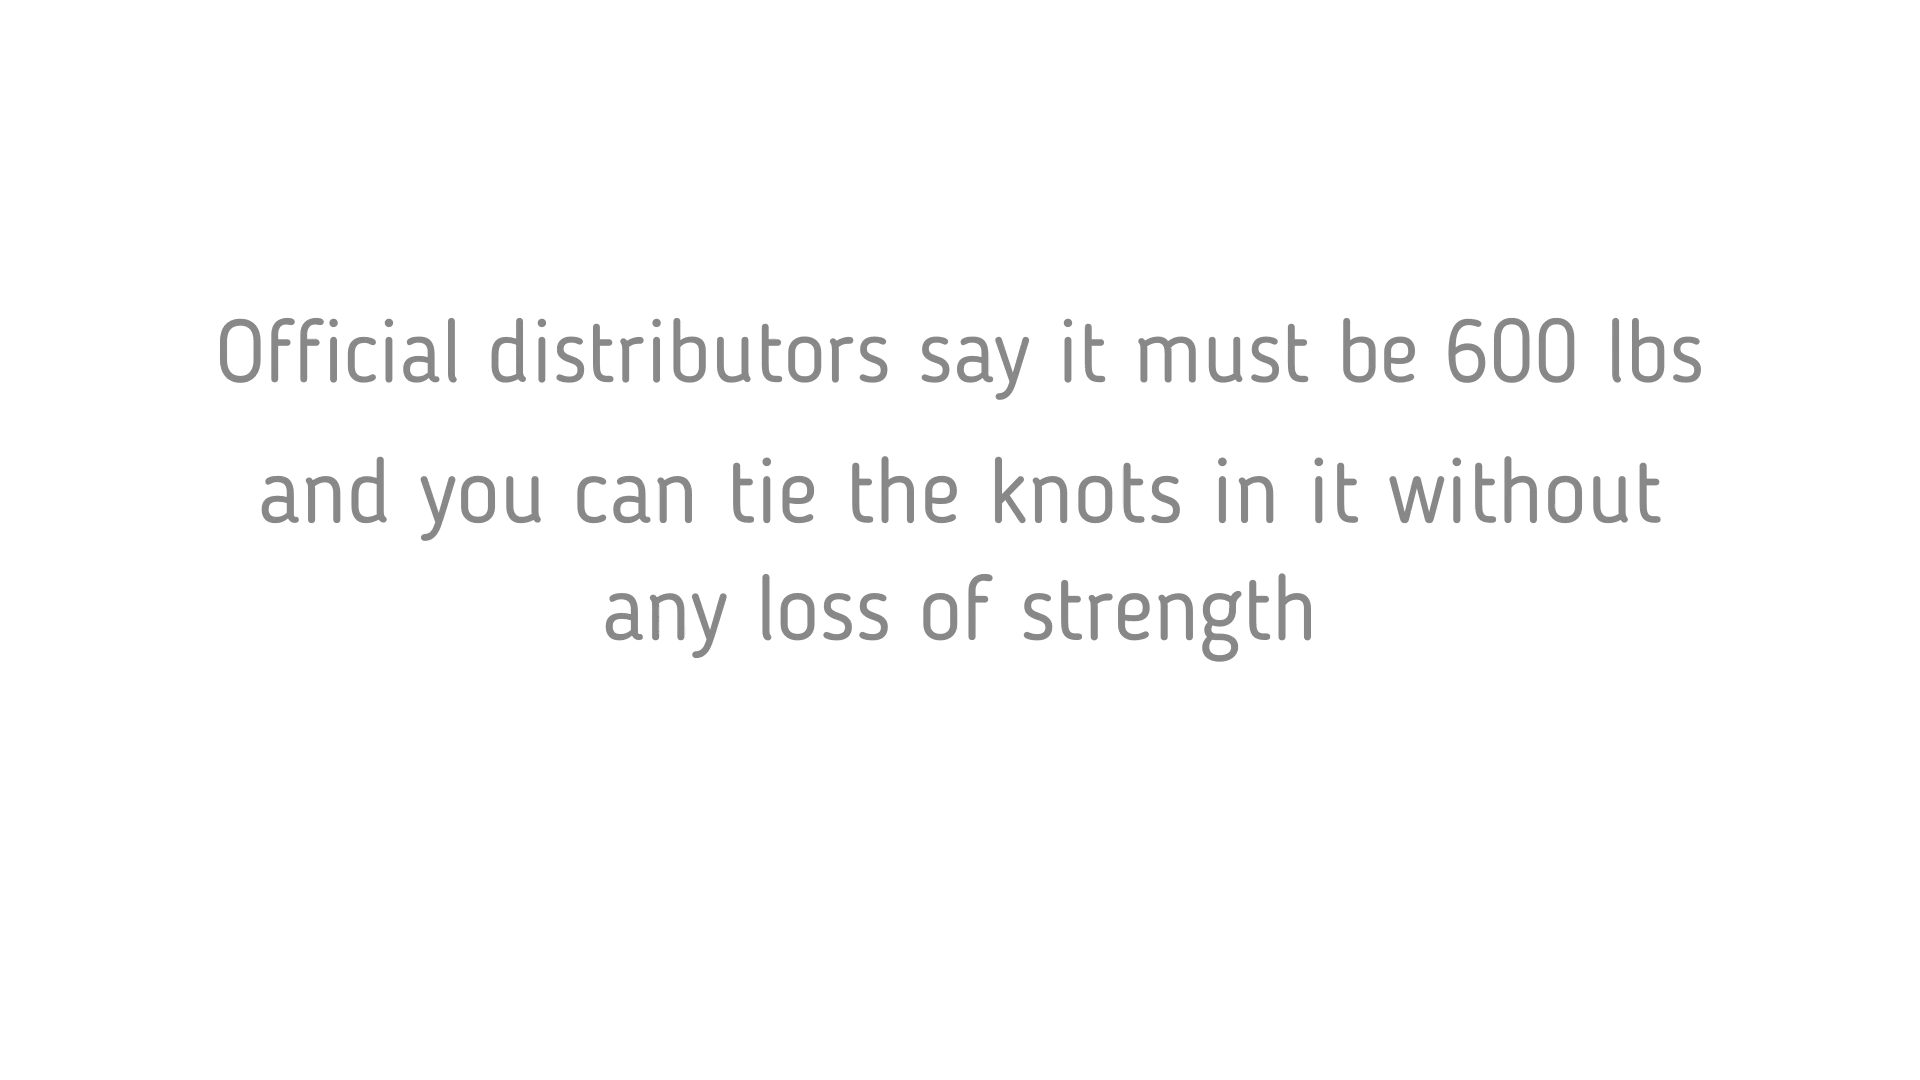 Official distributors say it must be 600 lbs
and you can tie the knots in it without
any loss of strength